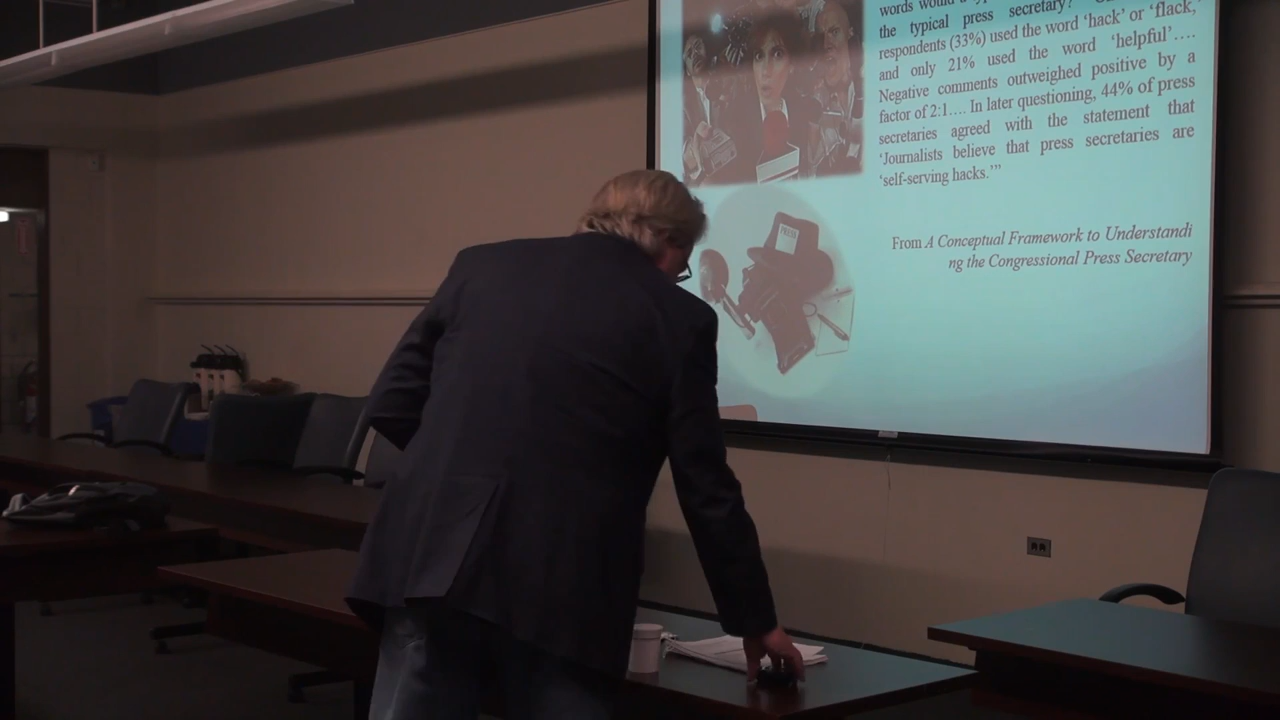 words would a
the typical press secretary?
respondents (33%) used the word ‘hack’ or ‘flack,’
and only 21% used the word ‘helpful’….
Negative comments outweighed positive by a
factor of 2:1…. In later questioning, 44% of press
secretaries agreed with the statement that
‘Journalists believe that press secretaries are
‘self-serving hacks.’”
From A Conceptual Framework to Understandi
ng the Congressional Press Secretary
PRESS